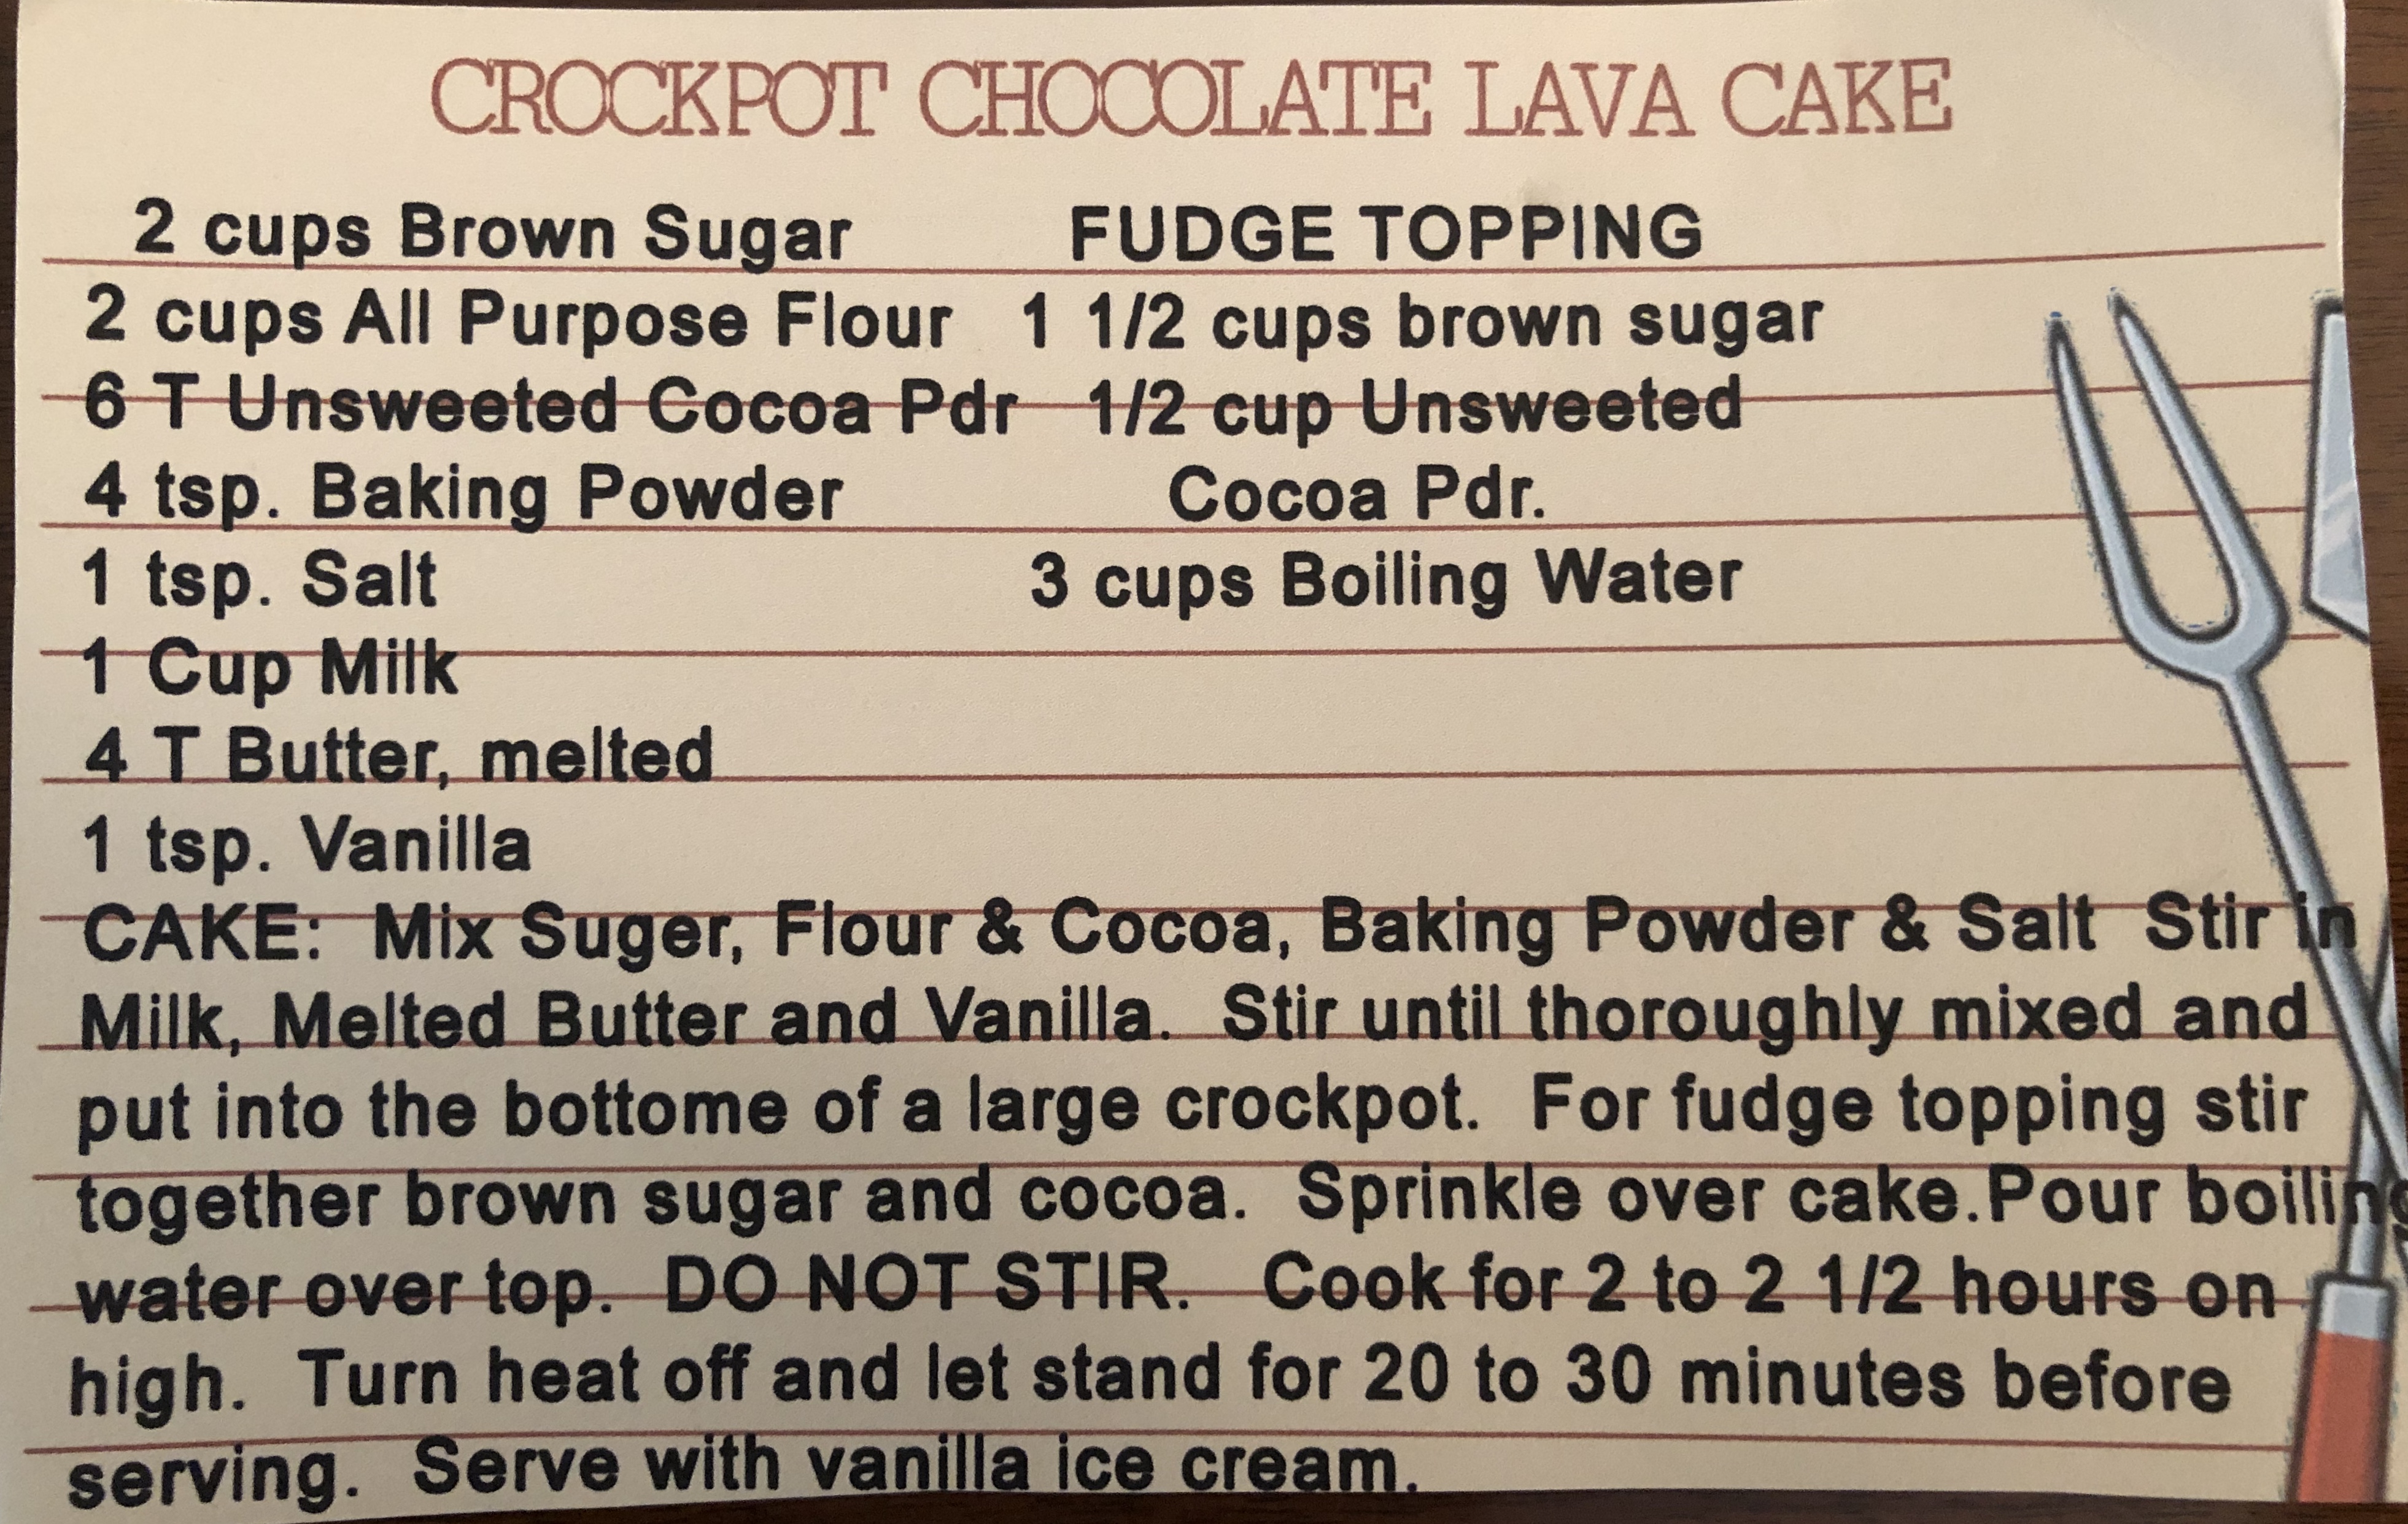 CROCKPOT CHOCOLATE LAVA CAKE
2 cups Brown Sugar FUDGE TOPPING
2 cups All Purpose Flour 1 1/2 cups brown sugar
6 T Unsweeted Cocoa Pdr 1/2 cup Unsweeted
4 tsp. Baking Powder Cocoa Pdr.
1 tsp. Salt 3 cups Boiling Water
1 Cup Milk
4 T Butter, melted
1 tsp. Vanilla
CAKE: Mix Suger, Flour & Cocoa, Baking Powder & Salt Stir in
Milk, Melted Butter and Vanilla. Stir until thoroughly mixed and
put into the bottome of a large crockpot. For fudge topping stir
together brown sugar and cocoa. Sprinkle over cake.Pour boiling
water over top. DO NOT STIR. Cook for 2 to 2 1/2 hours on
high. Turn heat off and let stand for 20 to 30 minutes before
serving. Serve with vanilla ice cream.